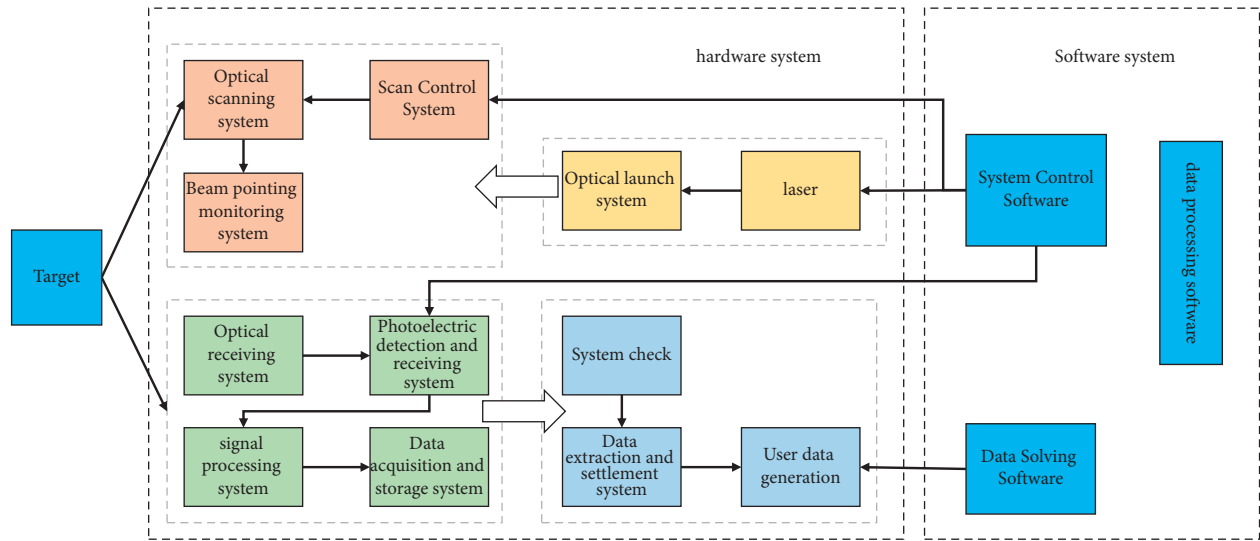 hardware system
Software system
Optical
scanning
system
Scan Control
System
Beam pointing
monitoring
system
Optical launch
system
laser
System Control
Software
data processing software
Target
Optical
receiving
system
Photoelectric
detection and
receiving
system
System check
signal
processing
system
Data
acquisition and
storage system
Data
extraction and
settlement
system
User data
generation
Data Solving
Software